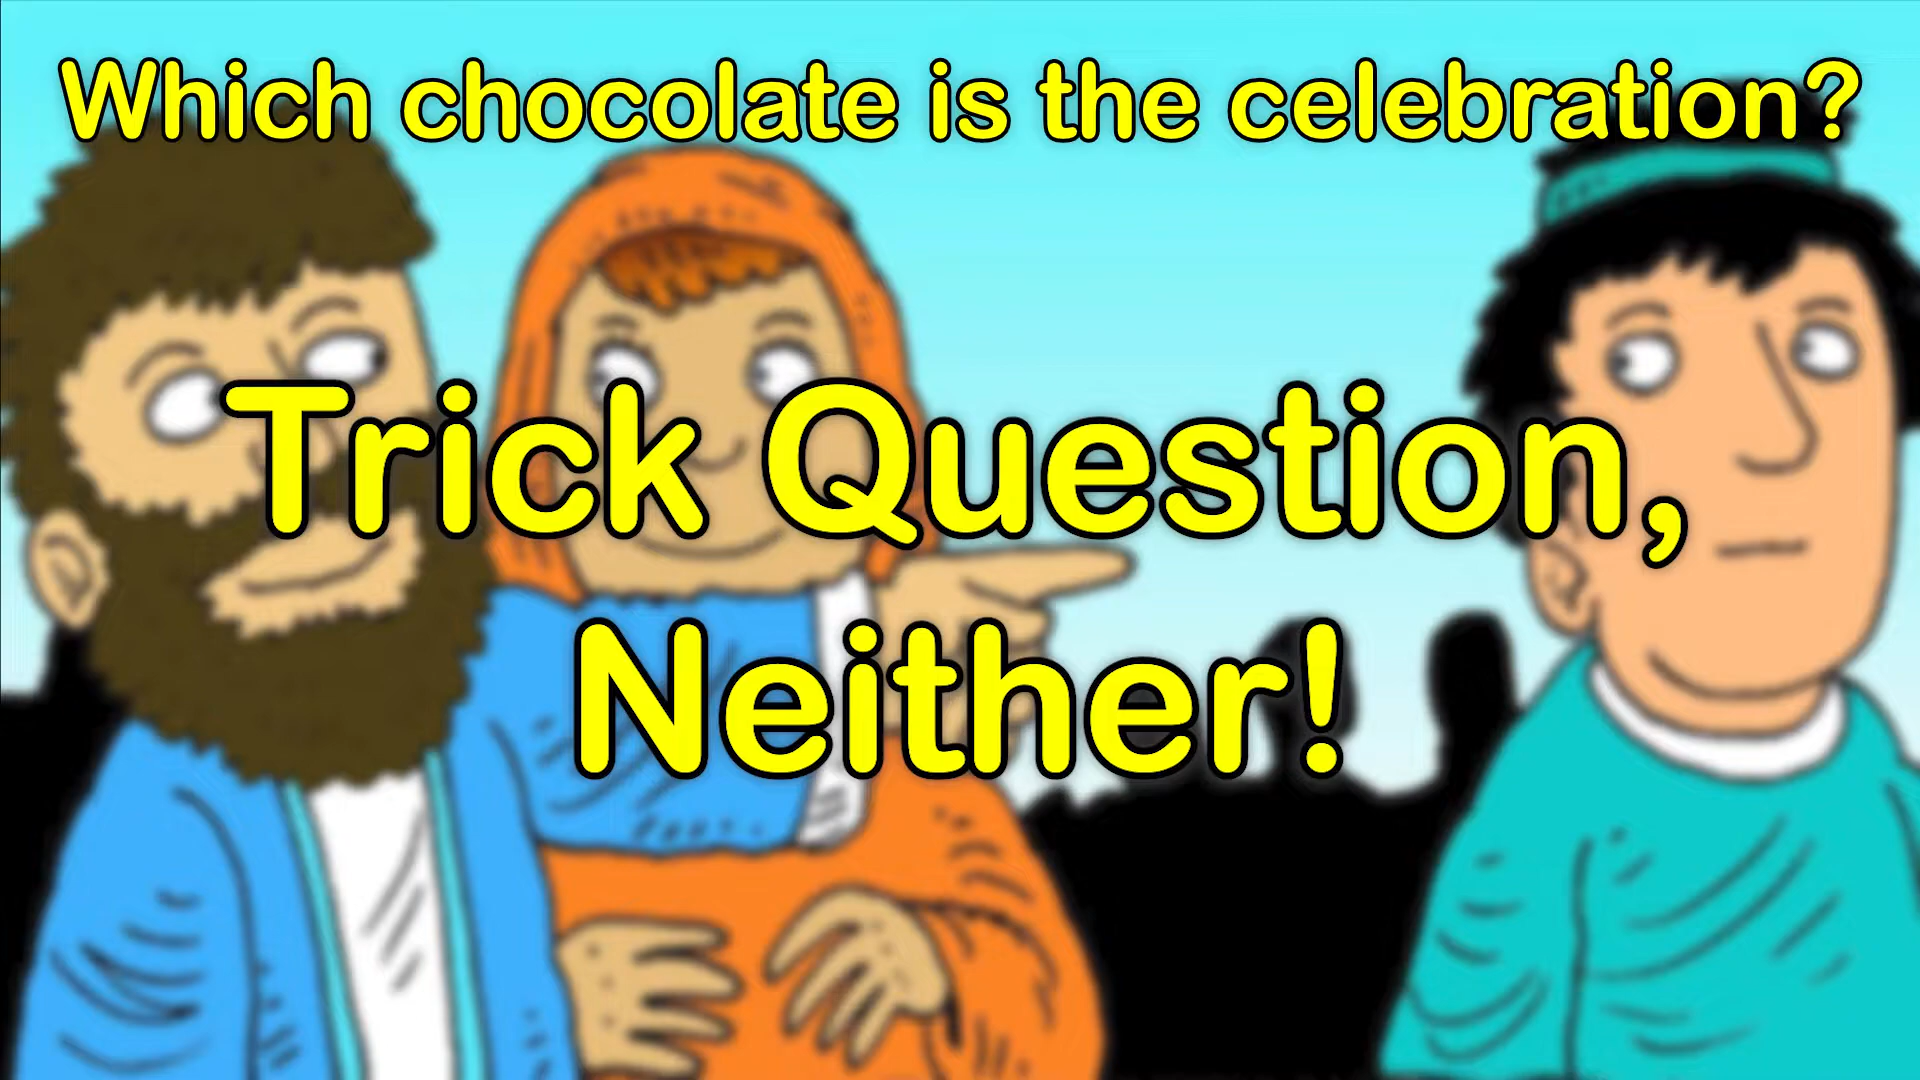 Which chocolate is the celebration?
Trick Question,
Neither!